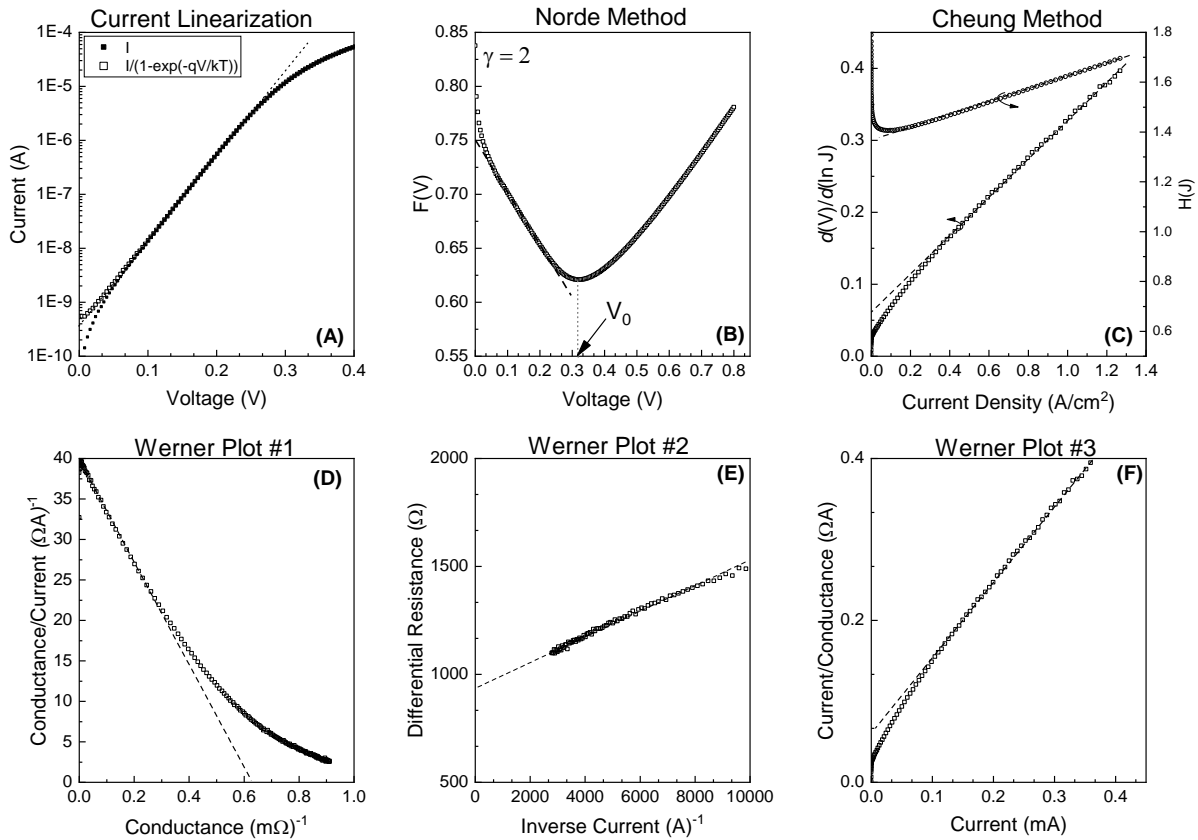 Current Linearization
1E-4
1E-5
1E-6
1E-7
1E-8
1E-9
1E-10
Current (A)
I
I/(1-exp(-qV/kT))
(A)
0.0 0.1 0.2 0.3 0.4
Voltage (V)
Norde Method
γ = 2
0.85
0.80
0.75
0.70
0.65
0.60
0.55
F(V)
V₀
(B)
0.0 0.1 0.2 0.3 0.4 0.5 0.6 0.7 0.8
Voltage (V)
Cheung Method
0.4
0.3
0.2
0.1
0.0
d(V)/d(ln J)
1.8
1.6
1.4
1.2
1.0
0.8
0.6
H(J)
(C)
0.0 0.2 0.4 0.6 0.8 1.0 1.2 1.4
Current Density (A/cm²)
Werner Plot #1
(D)
40
35
30
25
20
15
10
5
0
Conductance/Current (ΩA)⁻¹
0.0 0.2 0.4 0.6 0.8 1.0
Conductance (mΩ)⁻¹
Werner Plot #2
(E)
2000
1500
1000
500
Differential Resistance (Ω)
0 2000 4000 6000 8000 10000
Inverse Current (A)⁻¹
Werner Plot #3
(F)
0.4
0.2
0.0
Current/Conductance (ΩA)
0.0 0.1 0.2 0.3 0.4
Current (mA)